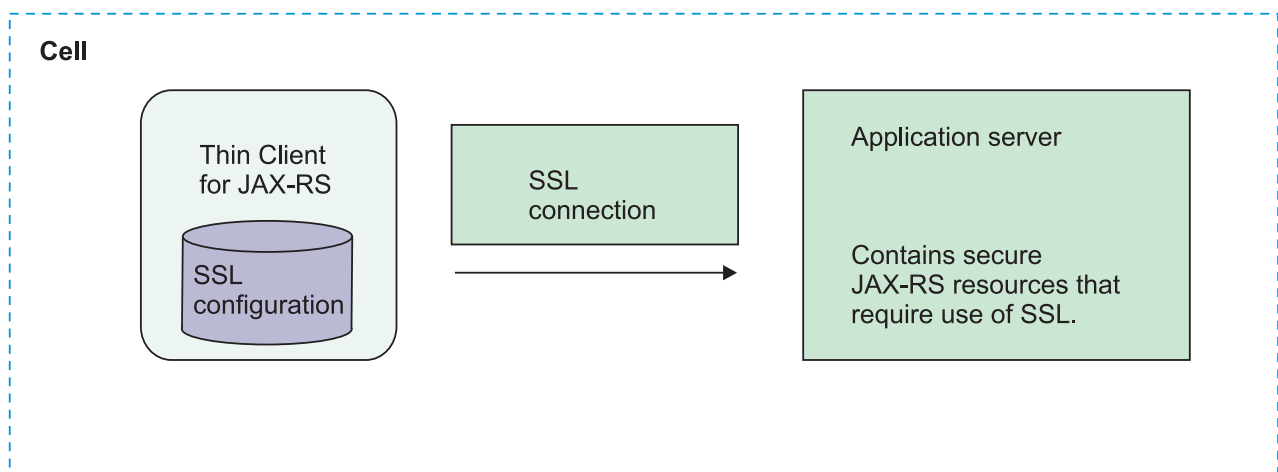 Cell
Thin Client
for JAX-RS
SSL
configuration
SSL
connection
Application server
Contains secure
JAX-RS resources that
require use of SSL.